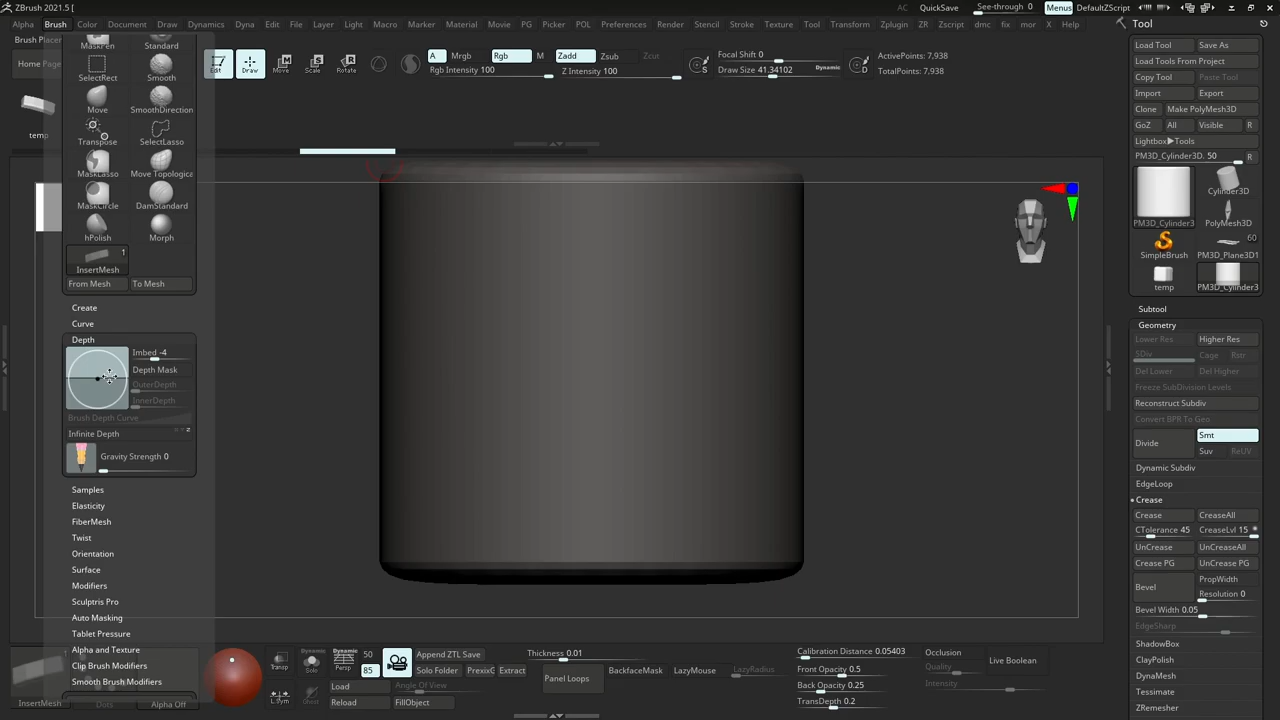 ZBrush 2021.5 [
AC
QuickSave
See-through 0
Menus
DefaultZScript
Alpha
Brush
Color
Document
Draw
Dynamics
Edit
File
Layer
Light
Macro
Marker
Material
Movie
Picker
PG
POL
Preferences
Render
Stencil
Stroke
Texture
Tool
Transform
Zplugin
ZR
Zscript
dc
fix
mor
X
Help
Home Page
Edit
Draw
Move
Scale
Rotate
A
Mrgb
Rgb
M
Rgb Intensity 100
Zadd
Zsub
Zcut
Z Intensity 100
S
Focal Shift 0
Draw Size 41.34102
Dynamic
D
ActivePoints: 7,938
TotalPoints: 7,938
temp
MaskPen
Standard
SelectRect
Smooth
Move
SmoothDirection
Transpose
SelectLasso
MaskLasso
Move Topologica
MaskCircle
DamStandard
hPolish
Morph
1
InsertMesh
From Mesh
To Mesh
Create
Curve
Depth
Imbed -4
Depth Mask
OuterDepth
InnerDepth
Brush Depth Curve
Infinite Depth
Gravity Strength 0
Samples
Elasticity
FiberMesh
Twist
Orientation
Surface
Modifiers
Sculptris Pro
Auto Masking
Tablet Pressure
Alpha and Texture
Clip Brush Modifiers
Smooth Brush Modifiers
InsertMesh
Dots
Alpha Off
Tool
Load Tool
Save As
Load Tools From Project
Copy Tool
Paste Tool
Import
Export
Clone
Make PolyMesh3D
GoZ
All
Visible
R
Lightbox▶Tools
PM3D_Cylinder3D. 50
R
Cylinder3D
PM3D_Cylinder3
PolyMesh3D
60
SimpleBrush
PM3D_Plane3D1
temp
PM3D_Cylinder3
Subtool
Geometry
Lower Res
Higher Res
SDiv
Cage
Rstr
Del Lower
Del Higher
Freeze SubDivision Levels
Reconstruct Subdiv
Convert BPR To Geo
Divide
Smt
Suv
ReUV
Dynamic Subdiv
EdgeLoop
Crease
Crease
CreaseAll
CTolerance 45
CreaseLvl 15
UnCrease
UnCreaseAll
Crease PG
UnCrease PG
Bevel
PropWidth
Resolution 0
Bevel Width 0.05
EdgeSharp
ShadowBox
ClayPolish
DynaMesh
Tessimate
ZRemesher
Transp
Dynamic
Solo
Dynamic
Persp
50
85
L.Sym
Ghost
Load
Reload
Append ZTL Save
Solo Folder
PrexisC
Extract
Angle Of View
FillObject
Thickness 0.01
Panel Loops
BackfaceMask
LazyMouse
LazyRadius
Calibration Distance 0.05403
Front Opacity 0.5
Back Opacity 0.25
TransDepth 0.2
Occlusion
Quality
Intensity
Live Boolean